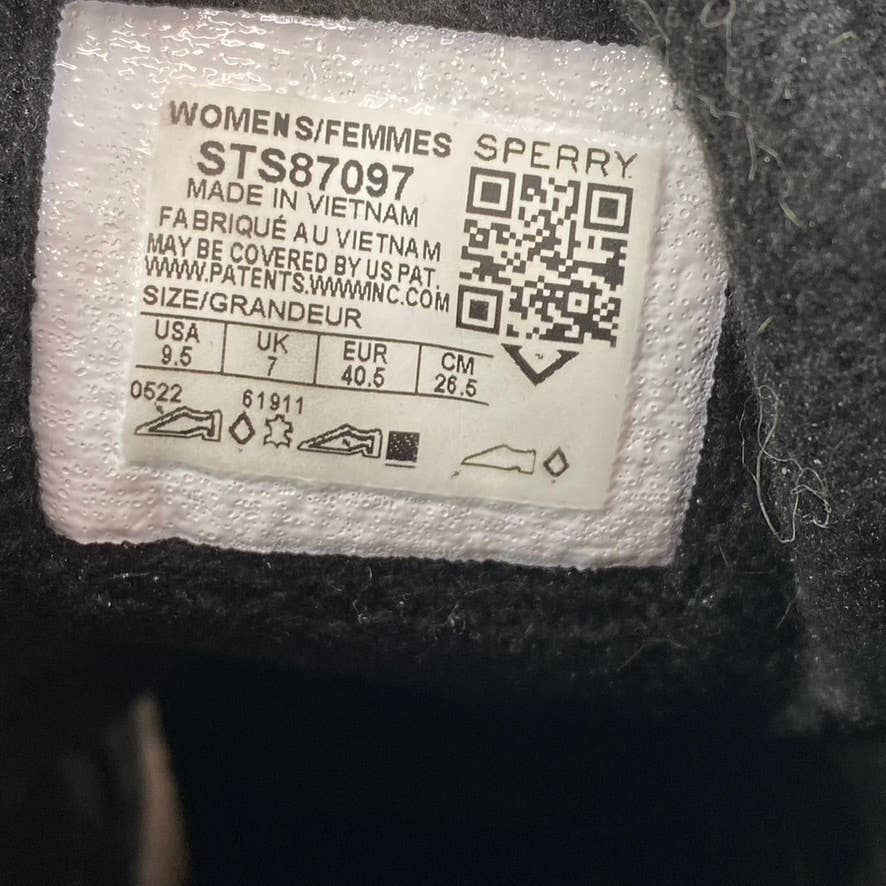 WOMENS/FEMMES
SPERRY
STS87097
MADE IN VIETNAM
FABRIQUÉ AU VIETNAM
MAY BE COVERED BY US PAT.
WWW.PATENTS.WWWINC.COM
SIZE/GRANDEUR
USA UK EUR CM
9.5 7 40.5 26.5
0522 61911